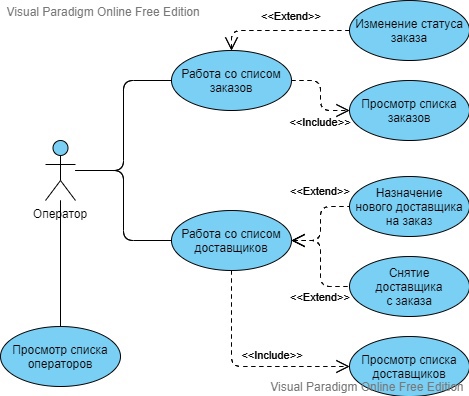 Visual Paradigm Online Free Edition
<<Extend>>
Изменение статуса
заказа
Работа со списом
заказов
Просмотр списка
заказов
<<Include>>
Оператор
<<Extend>>
Назначение
нового доставщика
на заказ
Работа со списом
доставщиков
Снятие
доставщика
с заказа
<<Extend>>
Просмотр списка
операторов
<<Include>>
Просмотр списка
доставщиков
Visual Paradigm Online Free Edition